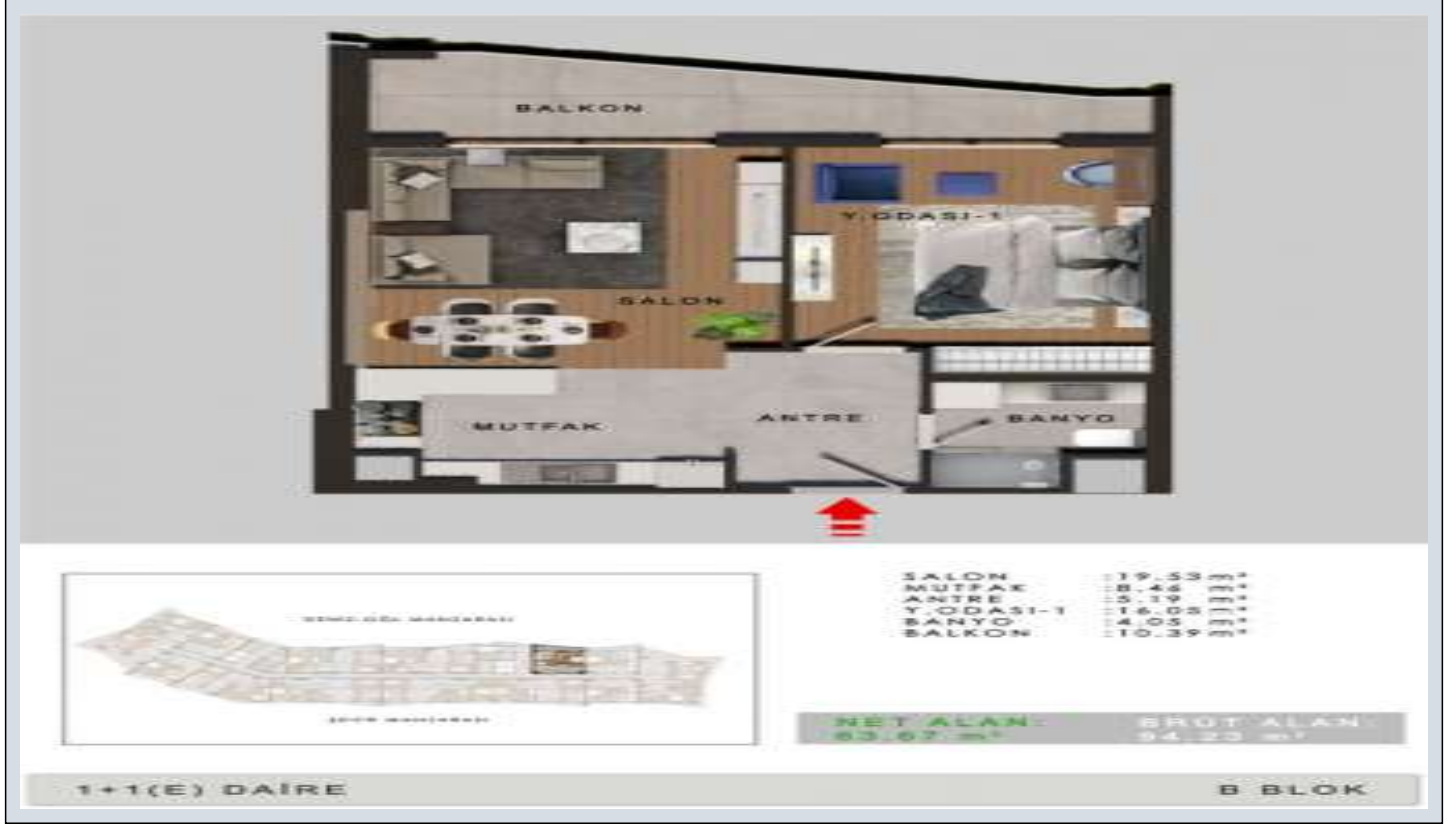 BALKON
Y.ODASI-1
SALON
MUTFAK
ANTRE
BANYO
SALON :19.53 m²
MUTFAK :8.46 m²
ANTRE :5.19 m²
Y.ODASI-1 :16.05 m²
BANYO :4.05 m²
BALKON :10.39 m²
MANZARASI
MANZARASI
NET ALAN: BRÜT ALAN:
63.67 m² 94.23 m²
1+1(E) DAİRE B BLOK